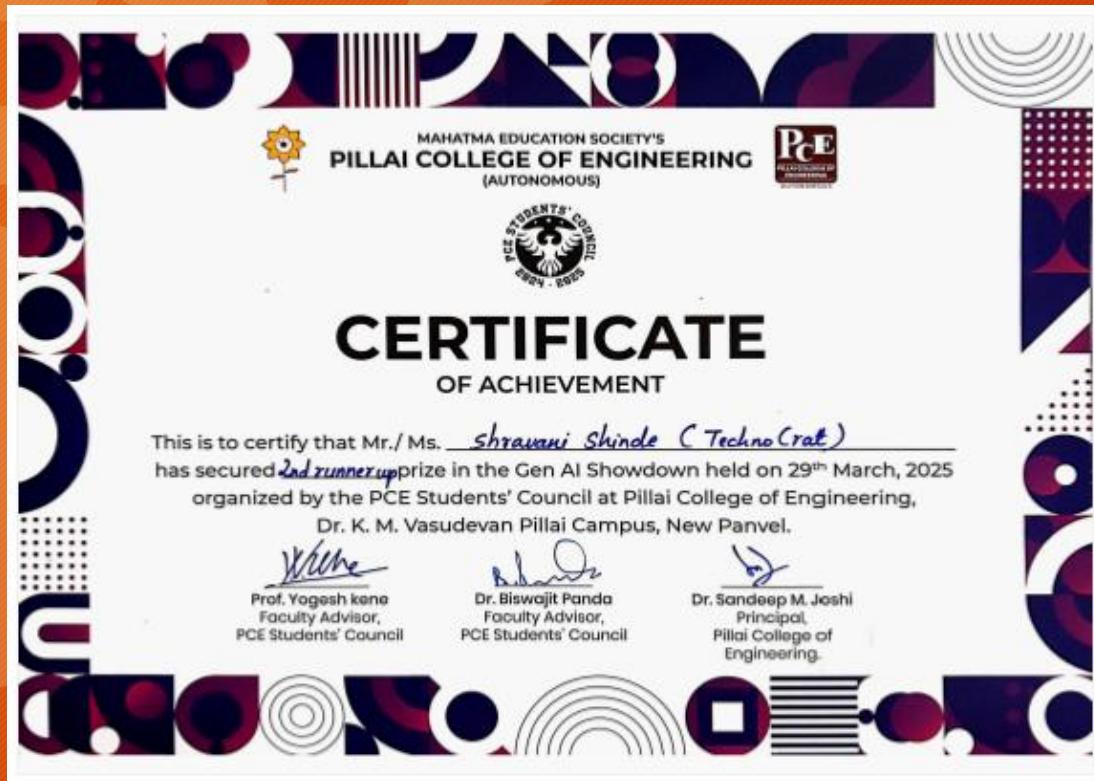 MAHATMA EDUCATION SOCIETY'S
PILLAI COLLEGE OF ENGINEERING
(AUTONOMOUS)
PCE
PILLAI COLLEGE OF
ENGINEERING
PCE STUDENTS' COUNCIL
2024 - 2025
CERTIFICATE
OF ACHIEVEMENT
This is to certify that Mr./ Ms. Shravani Shinde (TechnoCrat)
has secured 2nd runner up prize in the Gen AI Showdown held on 29th March, 2025
organized by the PCE Students' Council at Pillai College of Engineering,
Dr. K. M. Vasudevan Pillai Campus, New Panvel.
Prof. Yogesh kene
Faculty Advisor,
PCE Students' Council
Dr. Biswajit Panda
Faculty Advisor,
PCE Students' Council
Dr. Sandeep M. Joshi
Principal,
Pillai College of
Engineering.